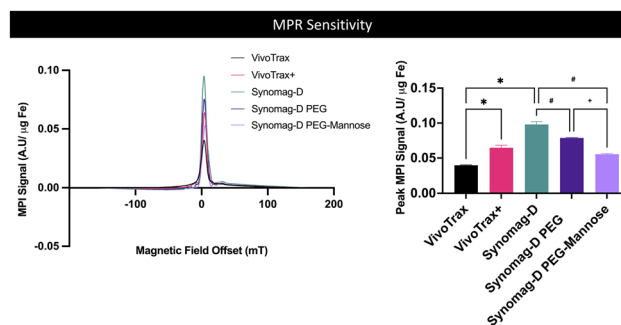 MPR Sensitivity
MPI Signal (A.U/ μg Fe)
0.10
0.05
0.00
-0.05
-100
0
100
200
Magnetic Field Offset (mT)
VivoTrax
VivoTrax+
Synomag-D
Synomag-D PEG
Synomag-D PEG-Mannose
Peak MPI Signal (A.U/ μg Fe)
0.15
0.10
0.05
0.00
*
*
#
#
+
VivoTrax
VivoTrax+
Synomag-D
Synomag-D PEG
Synomag-D PEG-Mannose